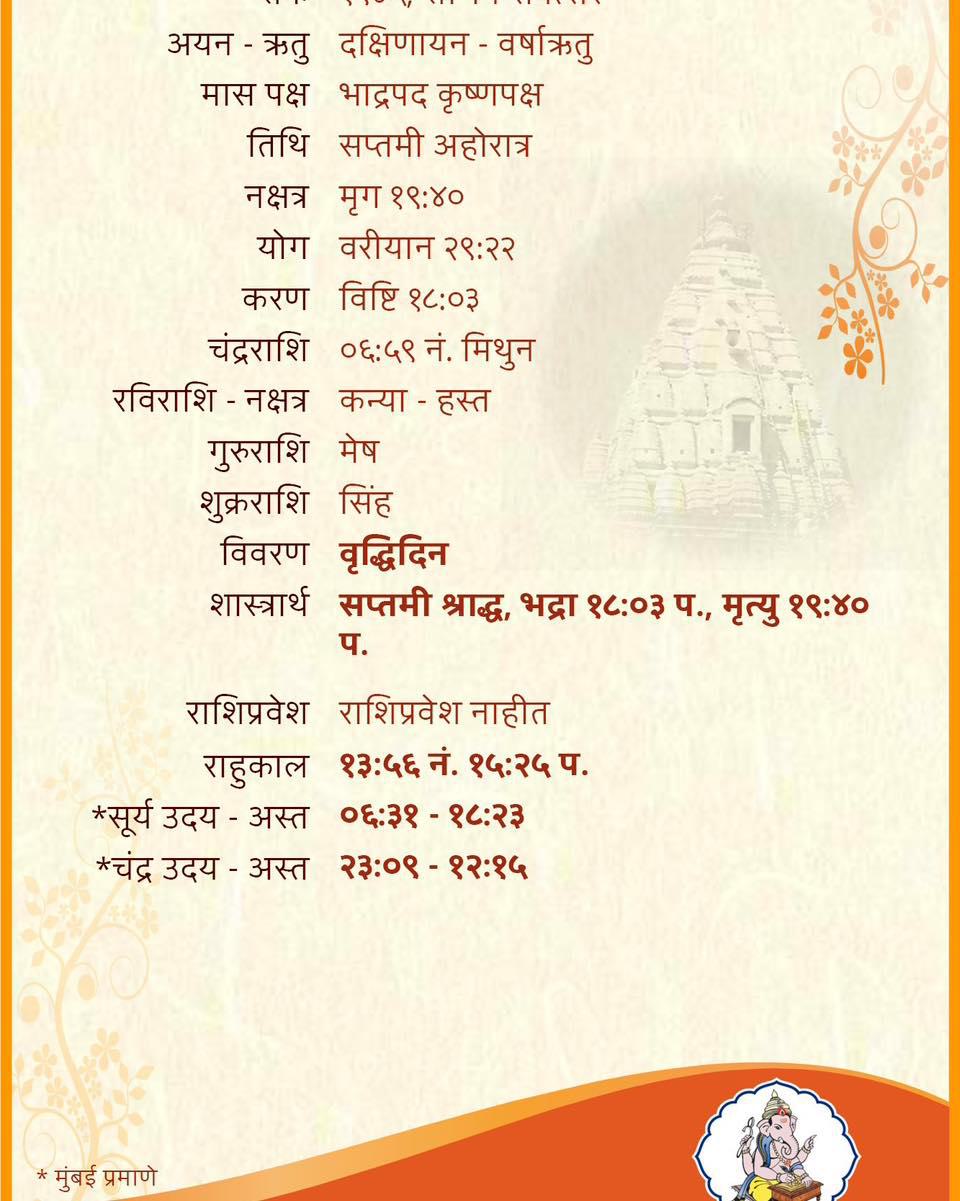 अयन - ऋतु दक्षिणायन - वर्षाऋतु
मास पक्ष भाद्रपद कृष्णपक्ष
तिथि सप्तमी अहोरात्र
नक्षत्र मृग १९:४०
योग वरीयान २९:२२
करण विष्टि १८:०३
चंद्रराशि ०६:५९ नं. मिथुन
रविराशि - नक्षत्र कन्या - हस्त
गुरुराशि मेष
शुक्रराशि सिंह
विवरण वृद्धिदिन
शास्त्रार्थ सप्तमी श्राद्ध, भद्रा १८:०३ प., मृत्यु १९:४०
प.
राशिप्रवेश राशिप्रवेश नाहीत
राहुकाल १३:५६ नं. १५:२५ प.
*सूर्य उदय - अस्त ०६:३१ - १८:२३
*चंद्र उदय - अस्त २३:०९ - १२:१५
* मुंबई प्रमाणे